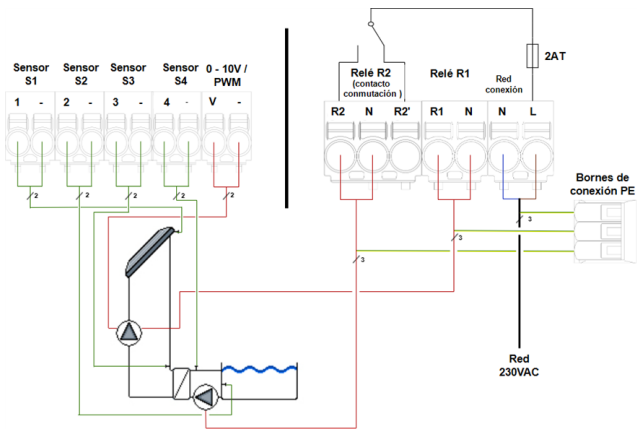 Sensor S1
Sensor S2
Sensor S3
Sensor S4
0 - 10V / PWM
1 -
2 -
3 -
4 -
V -
2
2
2
2
2
Relé R2
(contacto
conmutación )
Relé R1
Red
conexión
2AT
R2 N R2'
R1 N
N L
Bornes de
conexión PE
3
3
3
Red
230VAC